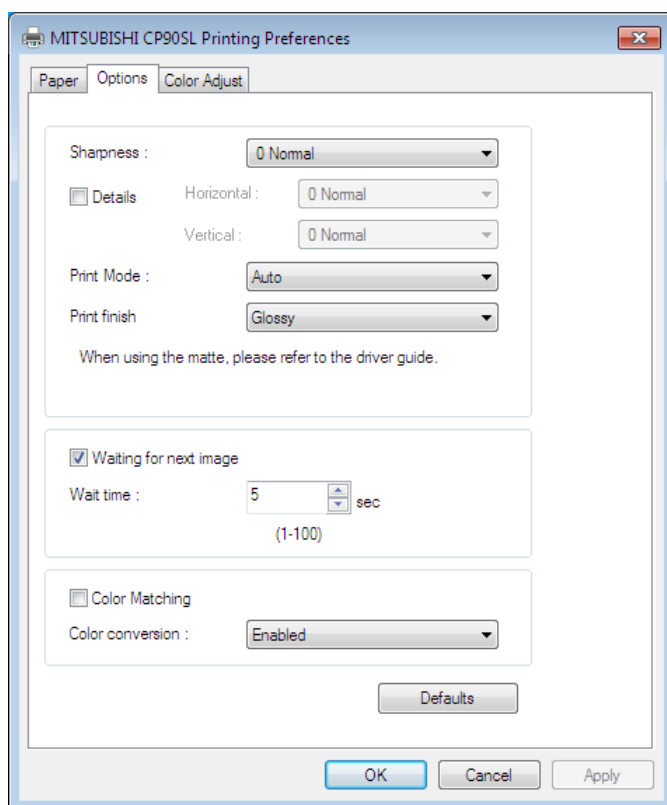 MITSUBISHI CP90SL Printing Preferences
Paper Options Color Adjust
Sharpness : 0 Normal
Details Horizontal : 0 Normal
Vertical : 0 Normal
Print Mode : Auto
Print finish Glossy
When using the matte, please refer to the driver guide.
Waiting for next image
Wait time : 5 sec
(1-100)
Color Matching
Color conversion : Enabled
Defaults
OK Cancel Apply